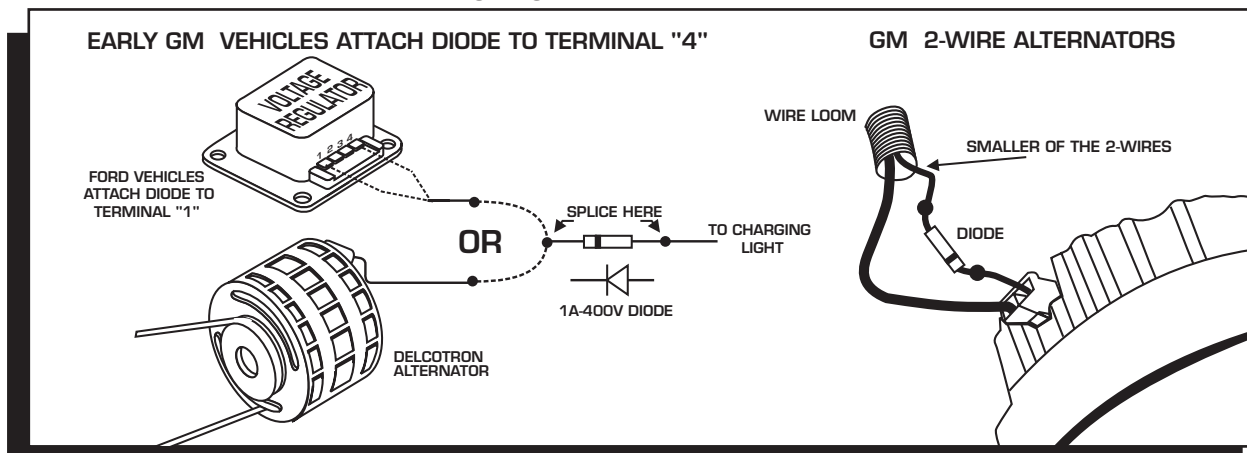 EARLY GM VEHICLES ATTACH DIODE TO TERMINAL "4"
VOLTAGE
REGULATOR
1 2 3 4
FORD VEHICLES
ATTACH DIODE TO
TERMINAL "1"
OR
SPLICE HERE
TO CHARGING
LIGHT
1A-400V DIODE
DELCOTRON
ALTERNATOR
GM 2-WIRE ALTERNATORS
WIRE LOOM
SMALLER OF THE 2-WIRES
DIODE